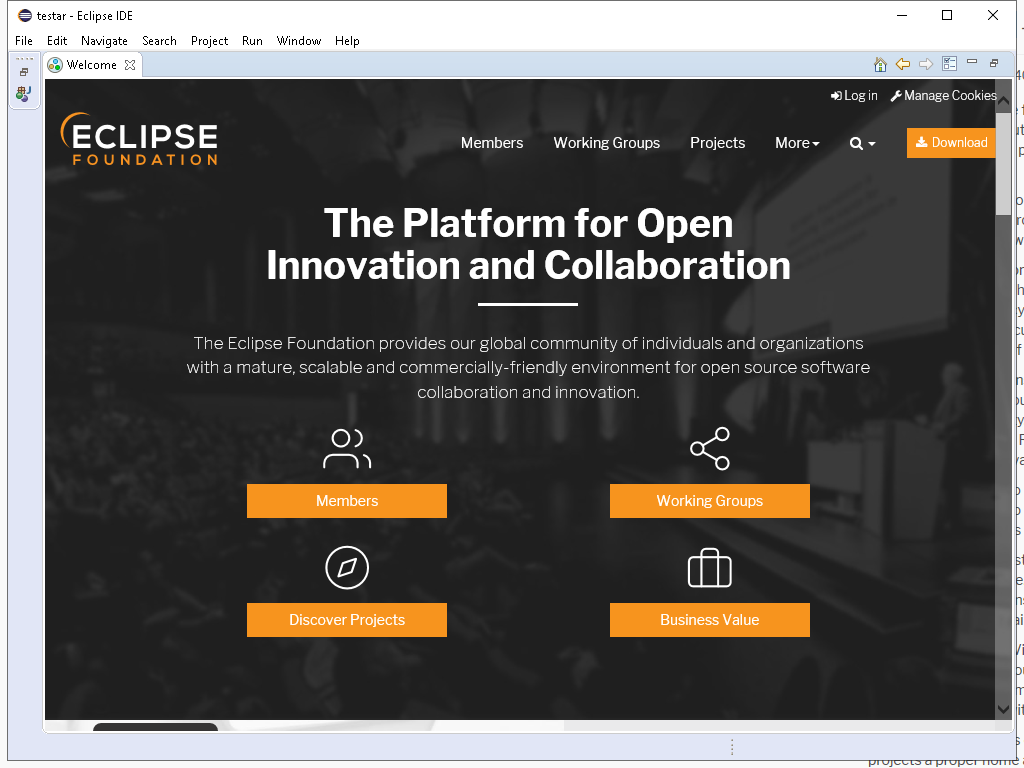 testar - Eclipse IDE
File Edit Navigate Search Project Run Window Help
Welcome
Log in Manage Cookies
ECLIPSE
FOUNDATION
Members Working Groups Projects More Download
The Platform for Open
Innovation and Collaboration
The Eclipse Foundation provides our global community of individuals and organizations
with a mature, scalable and commercially-friendly environment for open source software
collaboration and innovation.
Members Working Groups
Discover Projects Business Value
projects a proper home